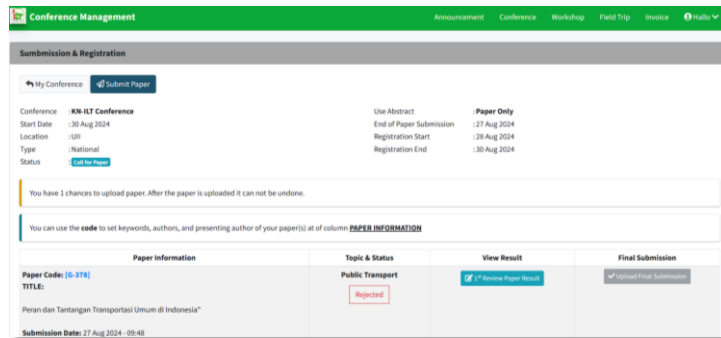 Conference Management
Announcement Conference Workshop Field Trip Invoice Hallo
Sumbmission & Registration
My Conference Submit Paper
Conference : KN-ILT Conference Use Abstract : Paper Only
Start Date : 30 Aug 2024 End of Paper Submission : 27 Aug 2024
Location : UII Registration Start : 28 Aug 2024
Type : National Registration End : 30 Aug 2024
Status : Call for Paper
You have 1 chances to upload paper. After the paper is uploaded it can not be undone.
You can use the code to set keywords, authors, and presenting author of your paper(s) at of column PAPER INFORMATION
Paper Information Topic & Status View Result Final Submission
Paper Code: [G-378] Public Transport 1st Review Paper Result Upload Final Submission
TITLE:
Rejected
Peran dan Tantangan Transportasi Umum di Indonesia"
Submission Date: 27 Aug 2024 - 09:48